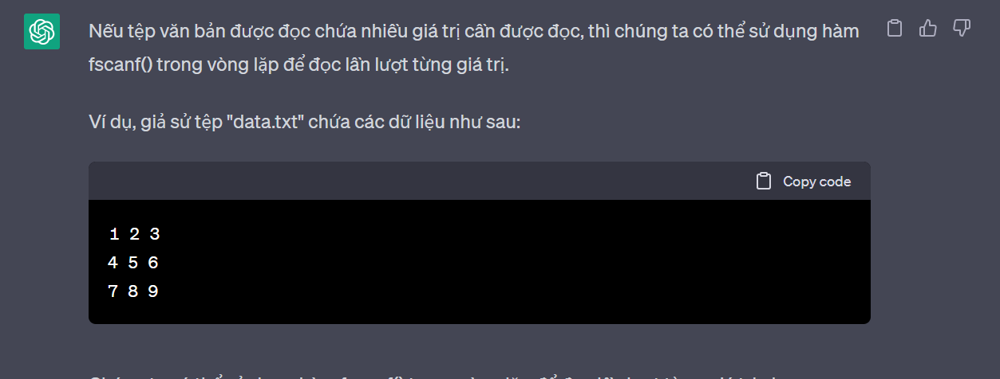 Nếu tệp văn bản được đọc chứa nhiều giá trị cần được đọc, thì chúng ta có thể sử dụng hàm
fscanf() trong vòng lặp để đọc lần lượt từng giá trị.
Ví dụ, giả sử tệp "data.txt" chứa các dữ liệu như sau:
Copy code
1 2 3
4 5 6
7 8 9